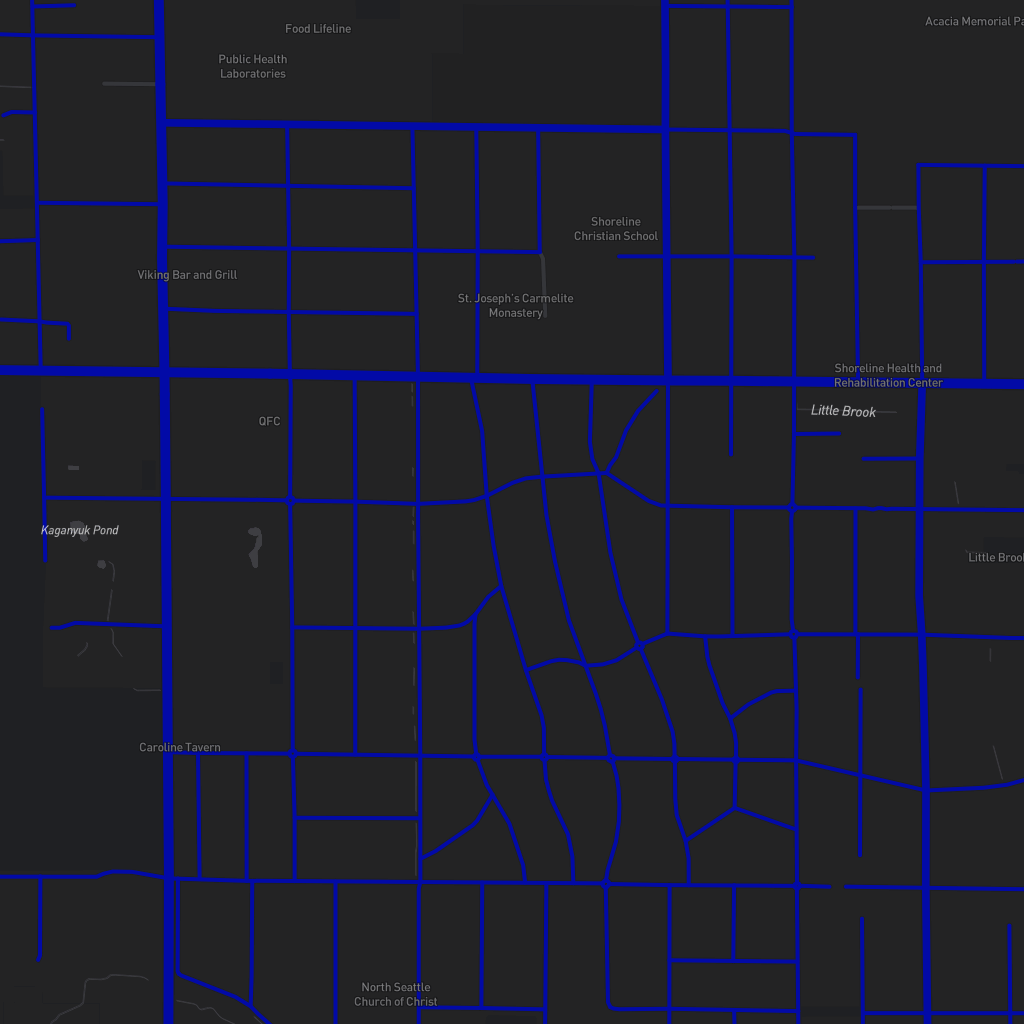 Food Lifeline
Acacia Memorial Pa
Public Health
Laboratories
Shoreline
Christian School
Viking Bar and Grill
St. Joseph's Carmelite
Monastery
Shoreline Health and
Rehabilitation Center
Little Brook
QFC
Kaganyuk Pond
Little Brook
Caroline Tavern
North Seattle
Church of Christ